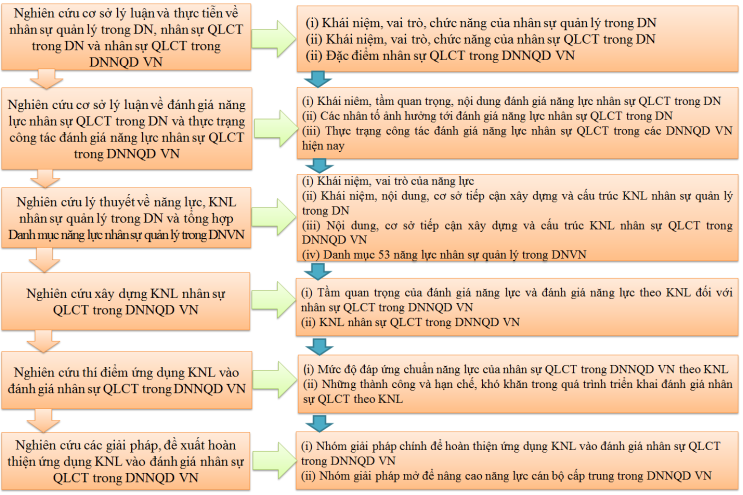 Nghiên cứu cơ sở lý luận và thực tiễn về
nhân sự quản lý trong DN, nhân sự QLCT
trong DN và nhân sự QLCT trong
DNNQD VN
(i) Khái niệm, vai trò, chức năng của nhân sự quản lý trong DN
(ii) Khái niệm, vai trò, chức năng của nhân sự QLCT trong DN
(ii) Đặc điểm nhân sự QLCT trong DNNQD VN
Nghiên cứu cơ sở lý luận về đánh giá năng
lực nhân sự QLCT trong DN và thực trạng
công tác đánh giá năng lực nhân sự QLCT
trong DNNQD VN
(i) Khái niêm, tầm quan trọng, nội dung đánh giá năng lực nhân sự QLCT trong DN
(ii) Các nhân tố ảnh hưởng tới đánh giá năng lực nhân sự QLCT trong DN
(iii) Thực trạng công tác đánh giá năng lực nhân sự QLCT trong các DNNQD VN
hiện nay
Nghiên cứu lý thuyết về năng lực, KNL
nhân sự quản lý trong DN và tổng hợp
Danh mục năng lực nhân sự quản lý trong DNVN
(i) Khái niệm, vai trò của năng lực
(ii) Khái niệm, nội dung, cơ sở tiếp cận xây dựng và cấu trúc KNL nhân sự quản lý
trong DN
(iii) Nội dung, cơ sở tiếp cận xây dựng và cấu trúc KNL nhân sự QLCT trong
DNNQD VN
(iv) Danh mục 53 năng lực nhân sự quản lý trong DNVN
Nghiên cứu xây dựng KNL nhân sự
QLCT trong DNNQD VN
(i) Tầm quan trọng của đánh giá năng lực và đánh giá năng lực theo KNL đối với
nhân sự QLCT trong DNNQD VN
(ii) KNL nhân sự QLCT trong DNNQD VN
Nghiên cứu thí điểm ứng dụng KNL vào
đánh giá nhân sự QLCT trong DNNQD VN
(i) Mức độ đáp ứng chuẩn năng lực của nhân sự QLCT trong DNNQD VN theo KNL
(ii) Những thành công và hạn chế, khó khăn trong quá trình triển khai đánh giá nhân
sự QLCT theo KNL
Nghiên cứu các giải pháp, đề xuất hoàn
thiện ứng dụng KNL vào đánh giá nhân sự
QLCT trong DNNQD VN
(i) Nhóm giải pháp chính để hoàn thiện ứng dụng KNL vào đánh giá nhân sự QLCT
trong DNNQD VN
(ii) Nhóm giải pháp mở để nâng cao năng lực cán bộ cấp trung trong DNNQD VN